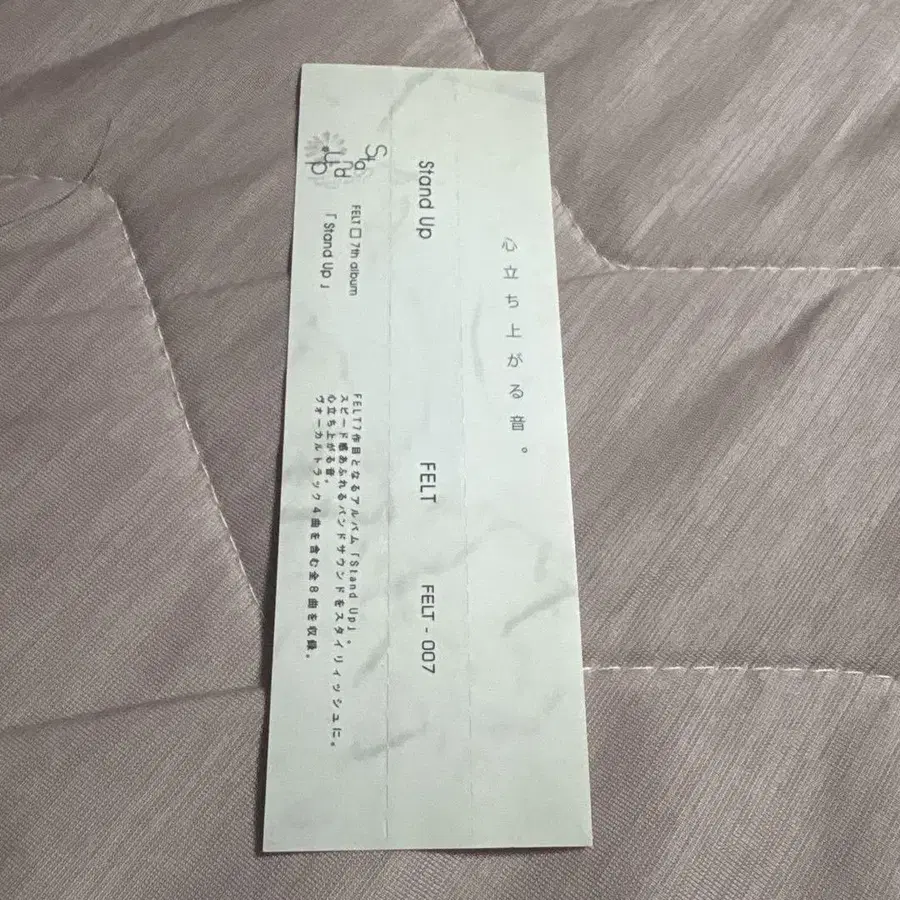 心立ち上がる音。
Stand Up
FELT
FELT - 007
Stand Up
FELT □ 7th album
「Stand Up」
FELT7作目となるアルバム「Stand Up」。
スピード感あふれるバンドサウンドをスタイリィッシュに。
心立ち上がる音。
ヴォーカルトラック4曲を含む全8曲を収録。